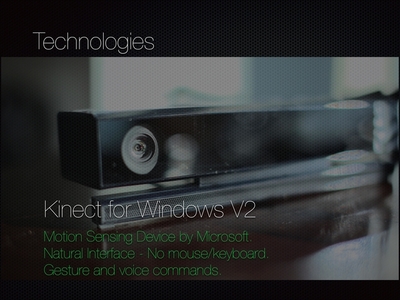 Technologies
Kinect for Windows V2
Motion Sensing Device by Microsoft.
Natural Interface - No mouse/keyboard.
Gesture and voice commands.